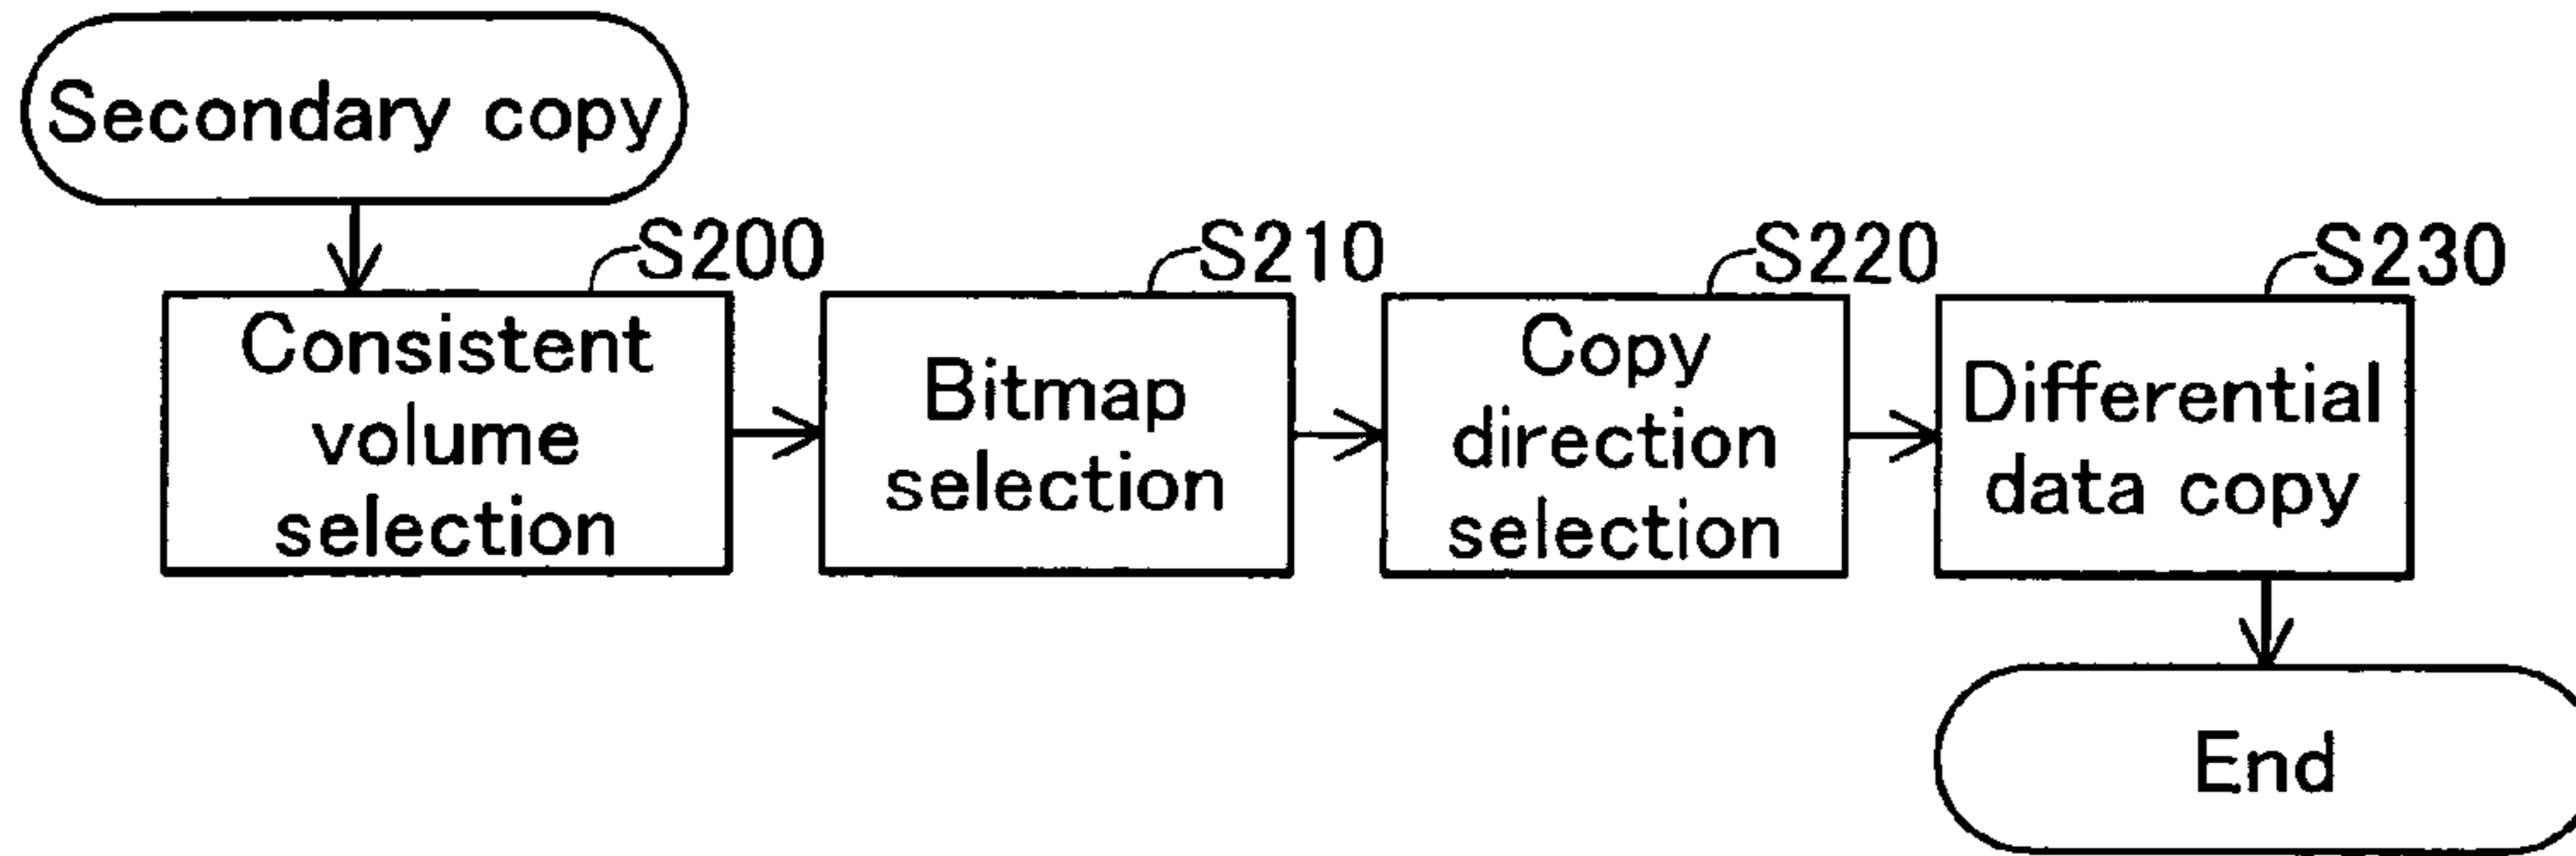 Secondary copy
S200
Consistent
volume
selection
S210
Bitmap
selection
S220
Copy
direction
selection
S230
Differential
data copy
End